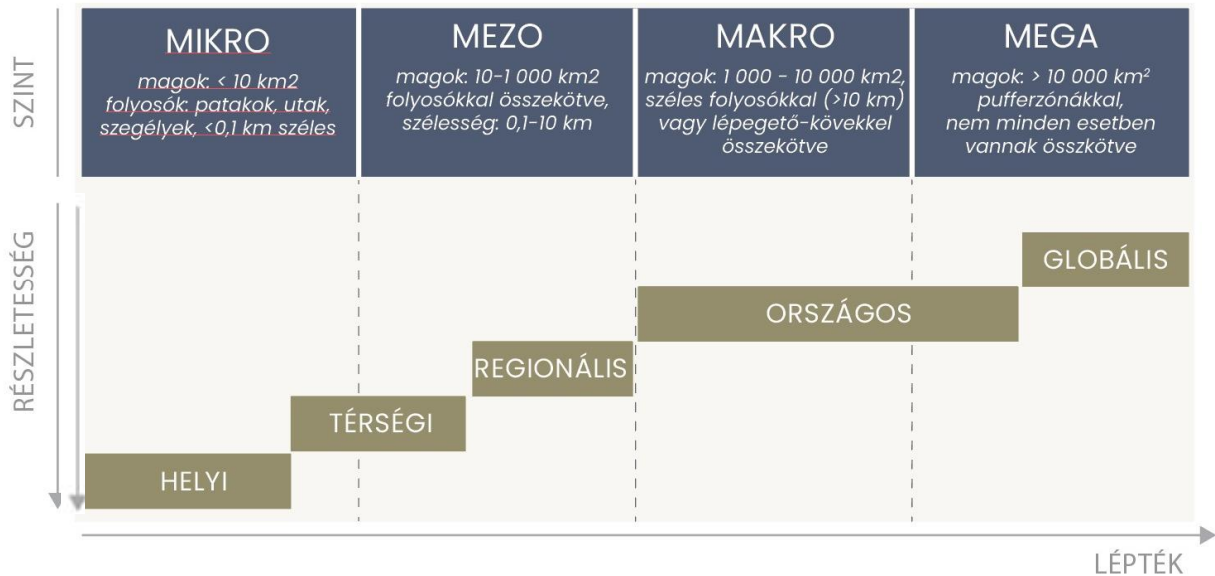 SZINT
MIKRO
magok: < 10 km2
folyosók: patakok, utak,
szegélyek, <0,1 km széles
MEZO
magok: 10-1 000 km2
folyosókkal összekötve,
szélesség: 0,1-10 km
MAKRO
magok: 1 000 - 10 000 km2,
széles folyosókkal (>10 km)
vagy lépegető-kövekkel
összekötve
MEGA
magok: > 10 000 km²
pufferzónákkal,
nem minden esetben
vannak összkötve
RÉSZLETESSÉG
GLOBÁLIS
ORSZÁGOS
REGIONÁLIS
TÉRSÉGI
HELYI
LÉPTÉK